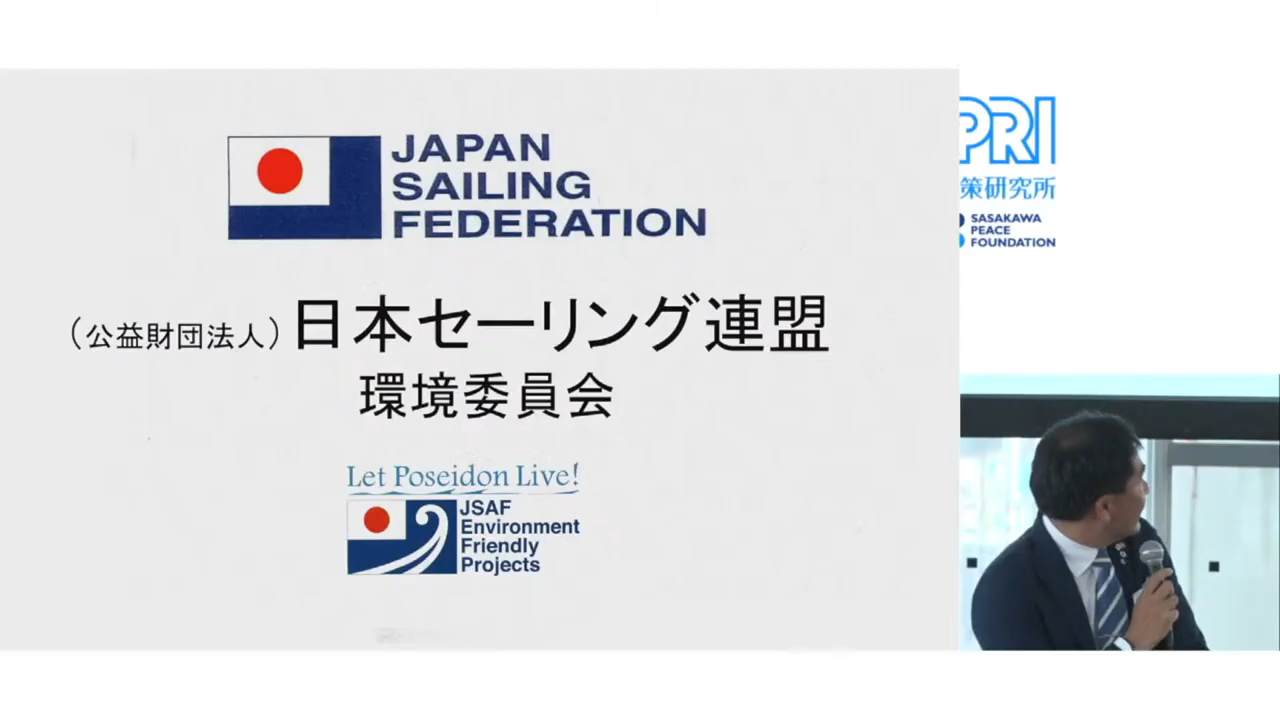 JAPAN
SAILING
FEDERATION
（公益財団法人）日本セーリング連盟
環境委員会
Let Poseidon Live!
JSAF
Environment
Friendly
Projects
PRI
策研究所
SASAKAWA
PEACE
FOUNDATION